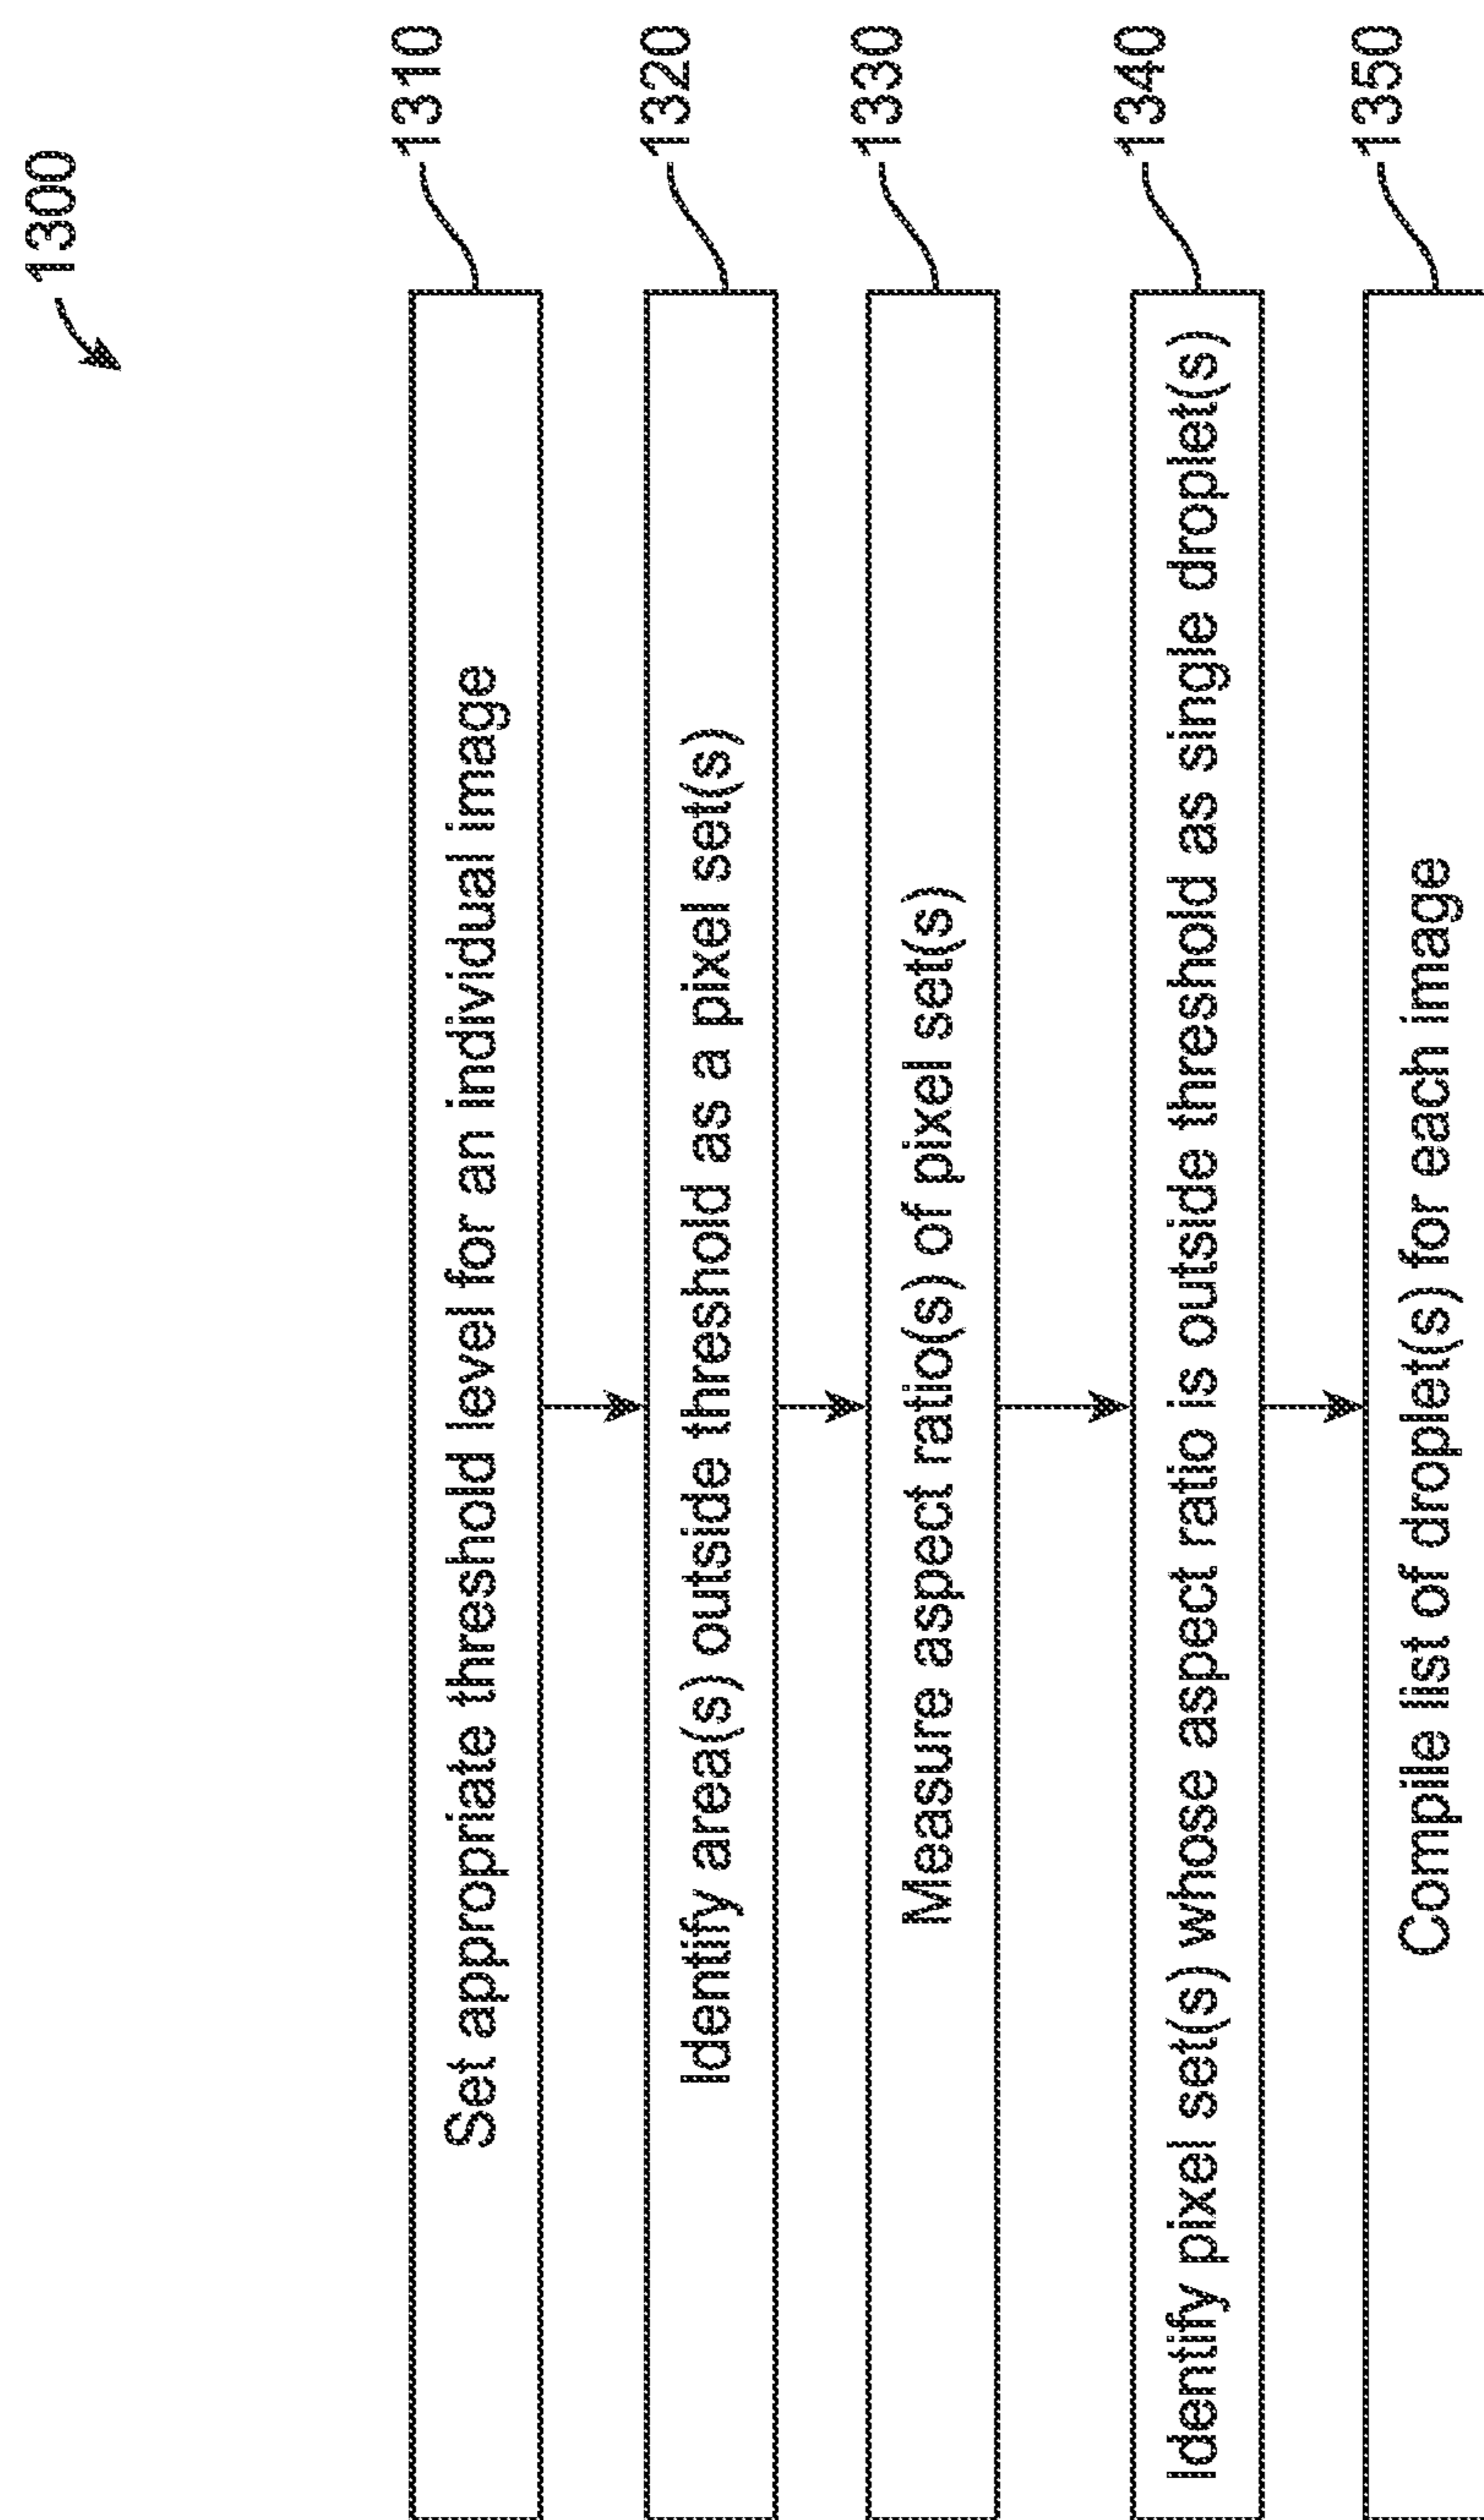 1300
Set appropriate threshold level for an individual image
1310
Identify area(s) outside threshold as a pixel set(s)
1320
Measure aspect ratio(s) of pixel set(s)
1330
Identify pixel set(s) whose aspect ratio is outside threshold as single droplet(s)
1340
Compile list of droplet(s) for each image
1350